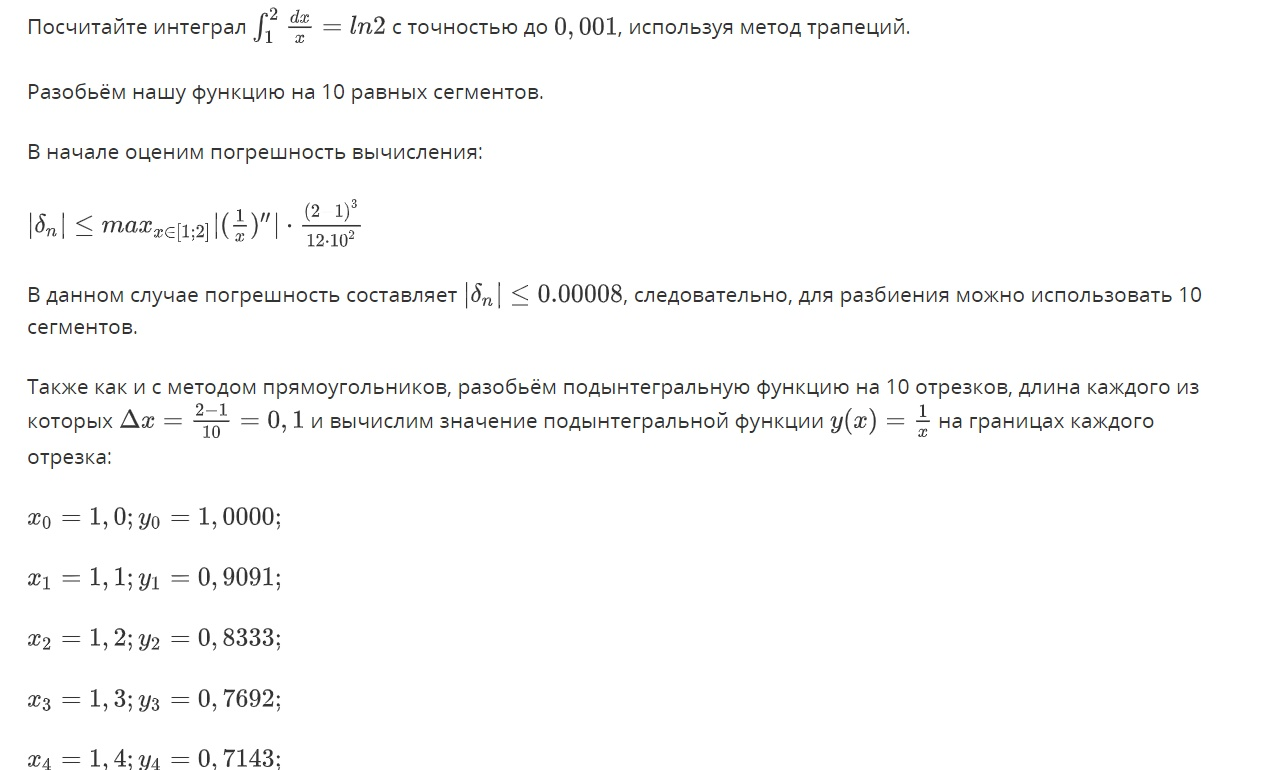 Посчитайте интеграл ∫₁² dx/x = ln2 с точностью до 0,001, используя метод трапеций.
Разобьём нашу функцию на 10 равных сегментов.
В начале оценим погрешность вычисления:
|δₙ| ≤ maxₓ∈[1;2]|(1/x)″| · (2 1)³/12·10²
В данном случае погрешность составляет |δₙ| ≤ 0.00008, следовательно, для разбиения можно использовать 10
сегментов.
Также как и с методом прямоугольников, разобьём подынтегральную функцию на 10 отрезков, длина каждого из
которых Δx = 2−1/10 = 0,1 и вычислим значение подынтегральной функции y(x) = 1/x на границах каждого
отрезка:
x₀ = 1,0; y₀ = 1,0000;
x₁ = 1,1; y₁ = 0,9091;
x₂ = 1,2; y₂ = 0,8333;
x₃ = 1,3; y₃ = 0,7692;
x₄ = 1,4; y₄ = 0,7143;